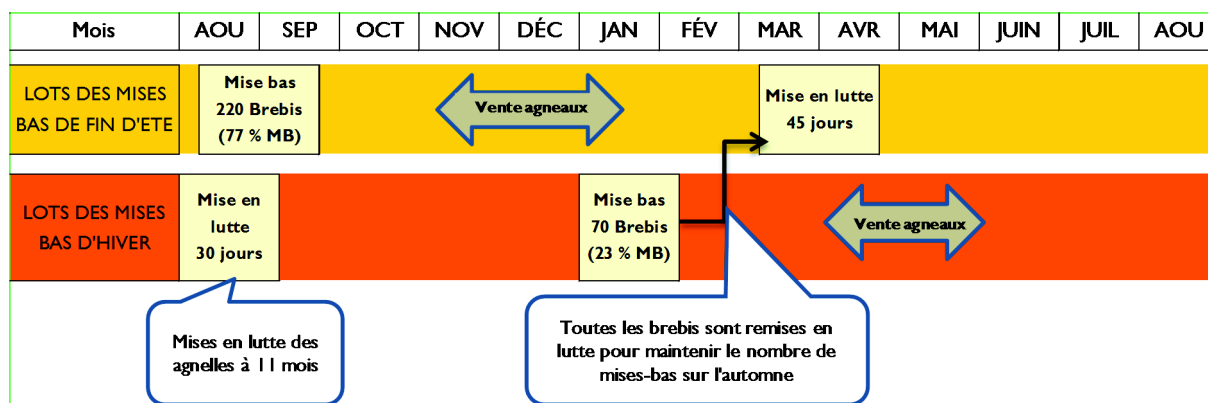 Mois AOU SEP OCT NOV DÉC JAN FÉV MAR AVR MAI JUIN JUIL AOU
LOTS DES MISES
BAS DE FIN D'ETE
Mise bas
220 Brebis
(77 % MB)
Vente agneaux
Mise en lutte
45 jours
LOTS DES MISES
BAS D'HIVER
Mise en
lutte
30 jours
Mise bas
70 Brebis
(23 % MB)
Vente agneaux
Mises en lutte des
agnelles à 11 mois
Toutes les brebis sont remises en
lutte pour maintenir le nombre de
mises-bas sur l'automne